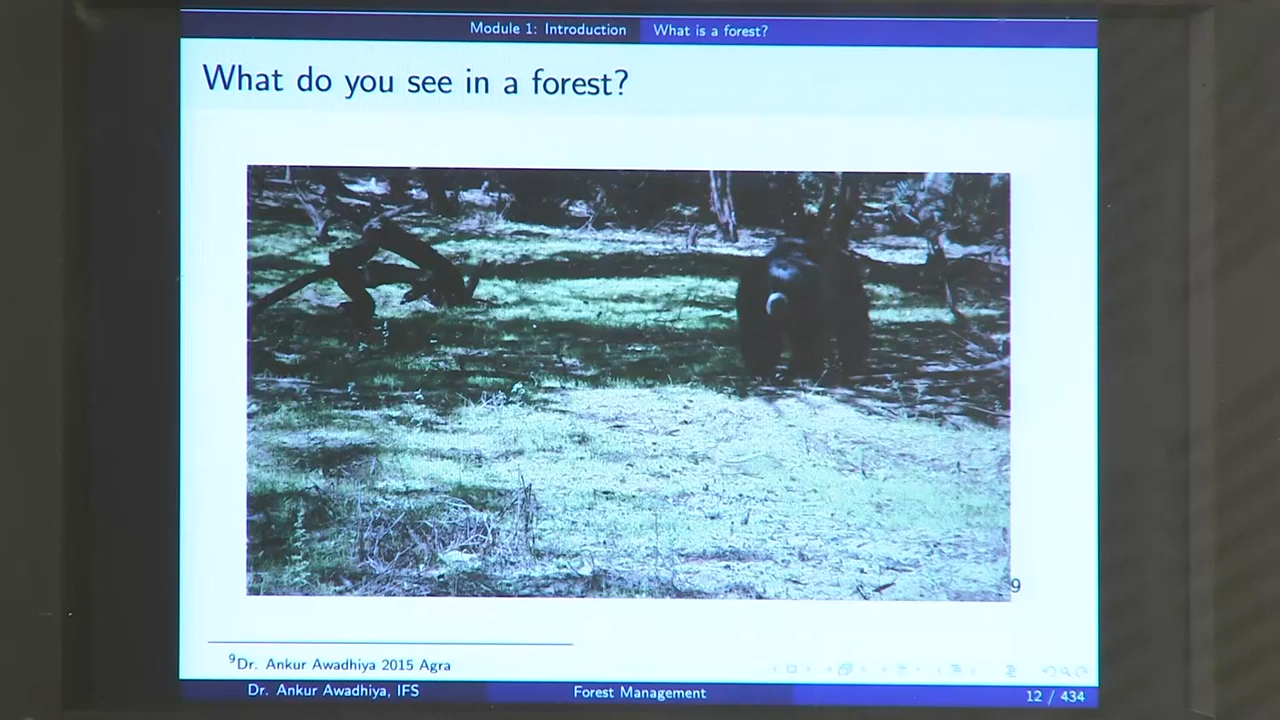 Module 1: Introduction What is a forest?
What do you see in a forest?
9
9Dr. Ankur Awadhiya 2015 Agra
Dr. Ankur Awadhiya, IFS Forest Management 12 / 434